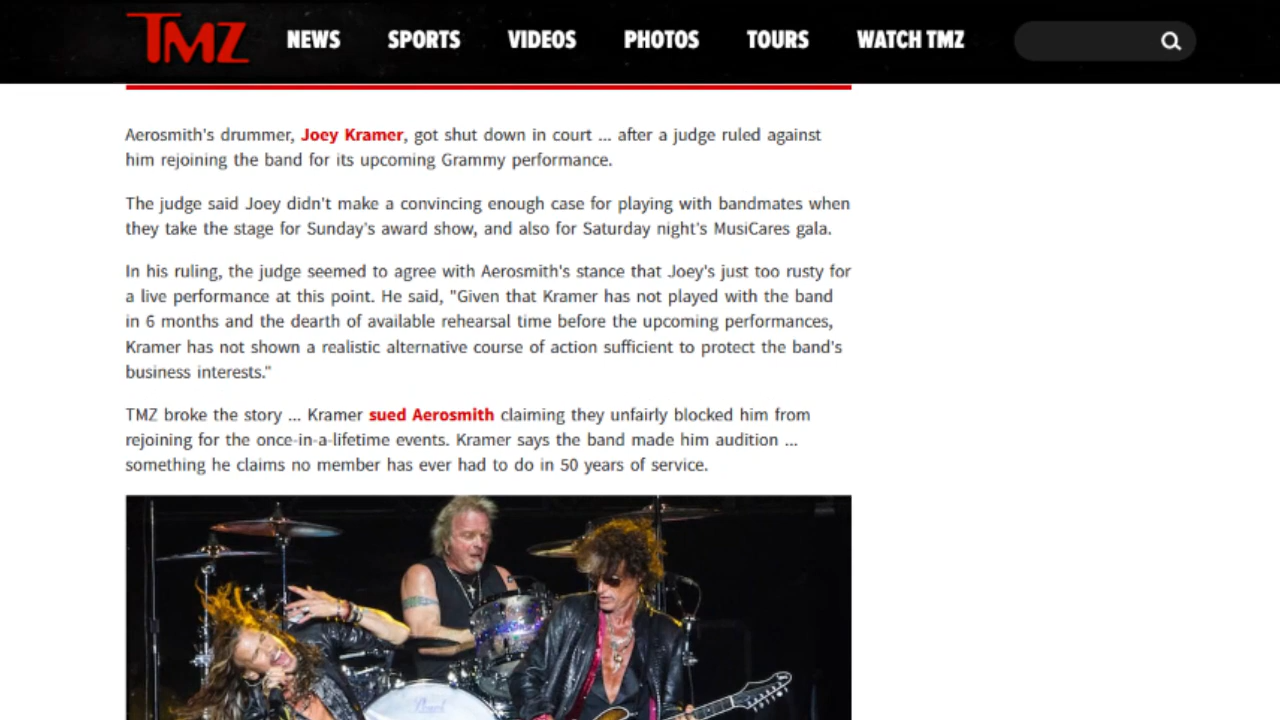 TMZ NEWS SPORTS VIDEOS PHOTOS TOURS WATCH TMZ
Aerosmith's drummer, Joey Kramer, got shut down in court ... after a judge ruled against
him rejoining the band for its upcoming Grammy performance.
The judge said Joey didn't make a convincing enough case for playing with bandmates when
they take the stage for Sunday's award show, and also for Saturday night's MusiCares gala.
In his ruling, the judge seemed to agree with Aerosmith's stance that Joey's just too rusty for
a live performance at this point. He said, "Given that Kramer has not played with the band
in 6 months and the dearth of available rehearsal time before the upcoming performances,
Kramer has not shown a realistic alternative course of action sufficient to protect the band's
business interests."
TMZ broke the story ... Kramer sued Aerosmith claiming they unfairly blocked him from
rejoining for the once-in-a-lifetime events. Kramer says the band made him audition ...
something he claims no member has ever had to do in 50 years of service.
Pearl